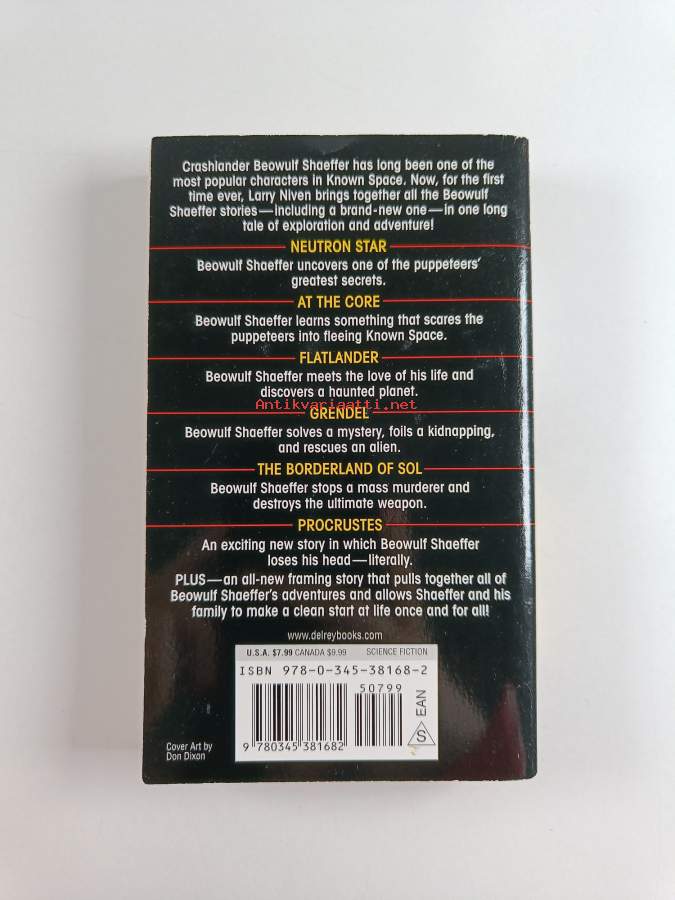 Crashlander Beowulf Shaeffer has long been one of the
most popular characters in Known Space. Now, for the first
time ever, Larry Niven brings together all the Beowulf
Shaeffer stories—including a brand-new one—in one long
tale of exploration and adventure!
NEUTRON STAR
Beowulf Shaeffer uncovers one of the puppeteers'
greatest secrets.
AT THE CORE
Beowulf Shaeffer learns something that scares the
puppeteers into fleeing Known Space.
FLATLANDER
Beowulf Shaeffer meets the love of his life and
discovers a haunted planet.
Antikvariaatti.net
GRENDEL
Beowulf Shaeffer solves a mystery, foils a kidnapping,
and rescues an alien.
THE BORDERLAND OF SOL
Beowulf Shaeffer stops a mass murderer and
destroys the ultimate weapon.
PROCRUSTES
An exciting new story in which Beowulf Shaeffer
loses his head—literally.
PLUS—an all-new framing story that pulls together all of
Beowulf Shaeffer's adventures and allows Shaeffer and his
family to make a clean start at life once and for all!
www.delreybooks.com
U.S.A. $7.99 CANADA $9.99 SCIENCE FICTION
ISBN 978-0-345-38168-2
50799
9 780345 381682
S EAN
Cover Art by
Don Dixon